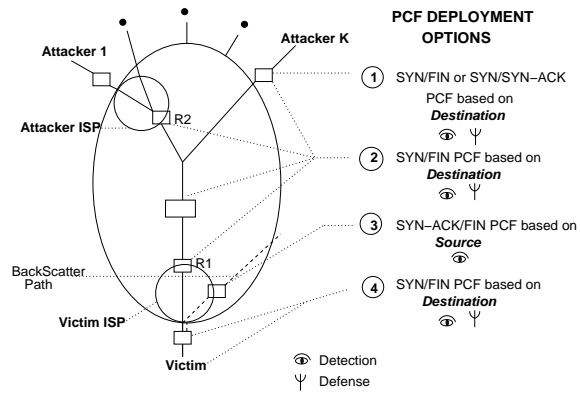 PCF DEPLOYMENT
OPTIONS
Attacker 1
Attacker K
R2
Attacker ISP
R1
BackScatter
Path
Victim ISP
Victim
1 SYN/FIN or SYN/SYN−ACK
PCF based on
Destination
2 SYN/FIN PCF based on
Destination
3 SYN−ACK/FIN PCF based on
Source
4 SYN/FIN PCF based on
Destination
Detection
Defense